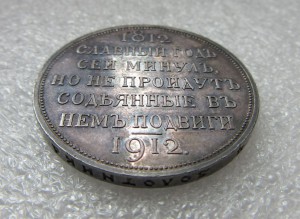 1812
СЛАВНЫЙ ГОДЪ
СЕЙ МИНУЛЪ,
НО НЕ ПРОЙДУТЪ
СОДѢЯННЫЕ ВЪ
НЕМЪ ПОДВИГИ
1912.